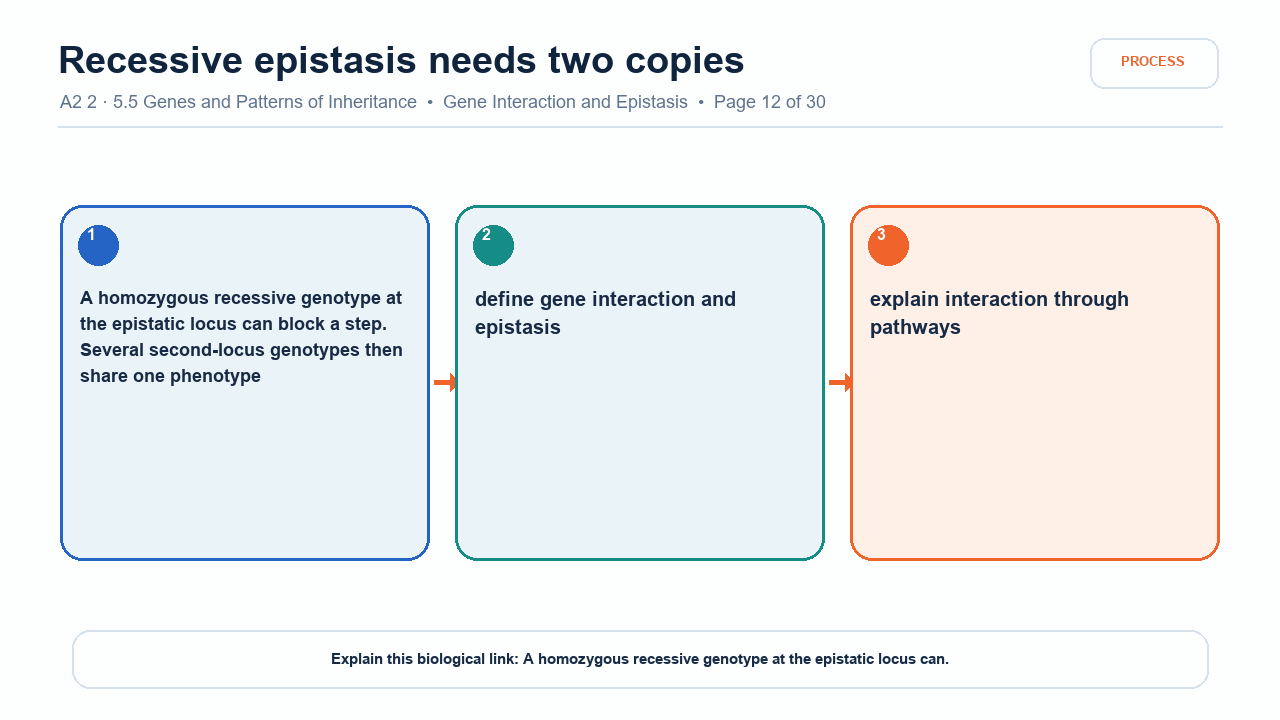 Recessive epistasis needs two copies
PROCESS
A2 2 · 5.5 Genes and Patterns of Inheritance • Gene Interaction and Epistasis • Page 12 of 30
1
A homozygous recessive genotype at
the epistatic locus can block a step.
Several second-locus genotypes then
share one phenotype
2
define gene interaction and
epistasis
3
explain interaction through
pathways
Explain this biological link: A homozygous recessive genotype at the epistatic locus can.